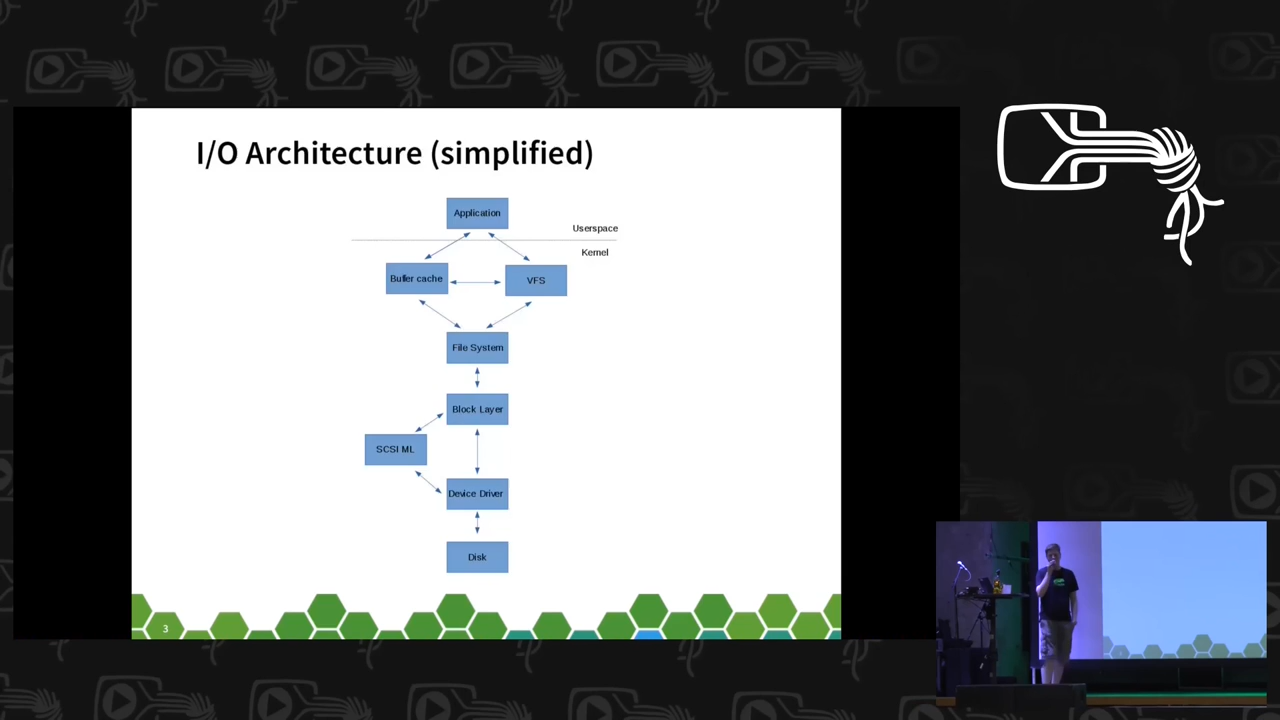 I/O Architecture (simplified)
Application
Userspace
Kernel
Buffer cache
VFS
File System
Block Layer
SCSI ML
Device Driver
Disk
3